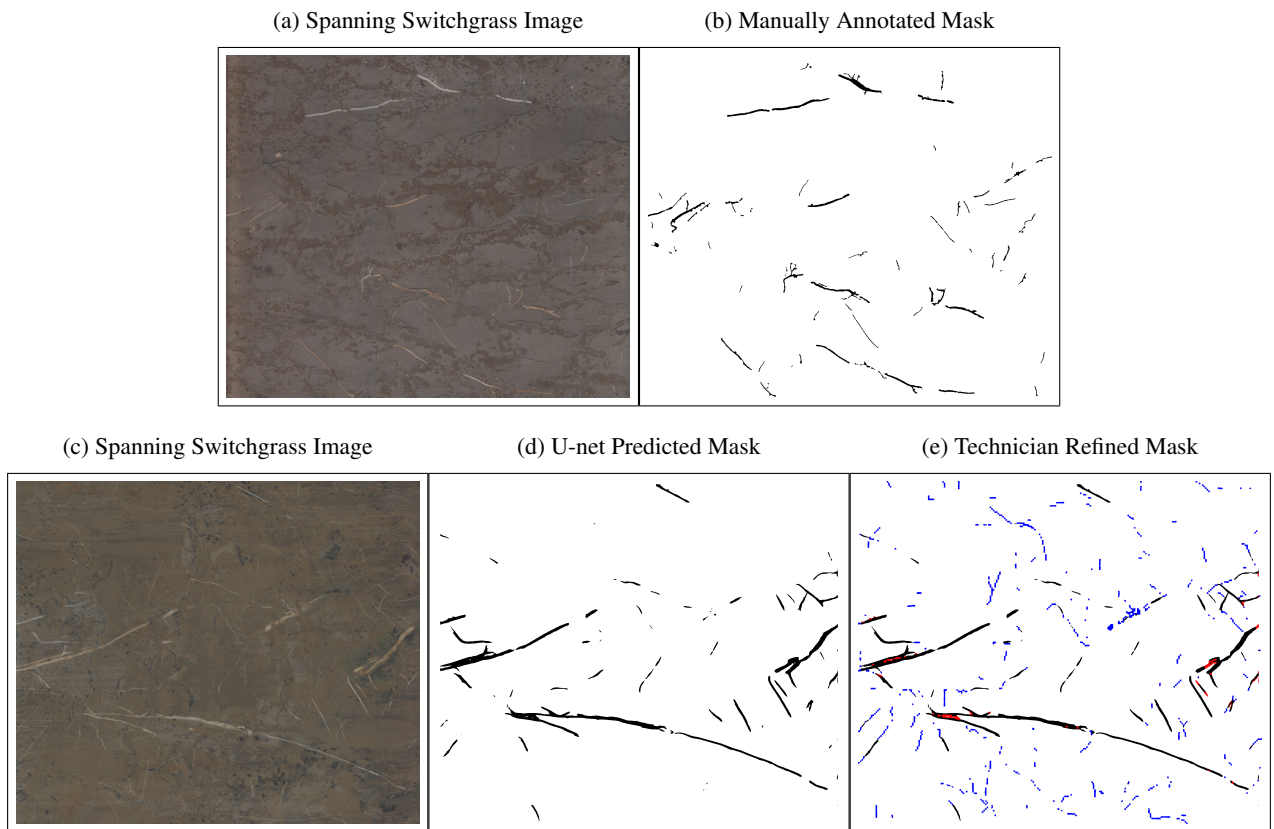 (a) Spanning Switchgrass Image
(b) Manually Annotated Mask
(c) Spanning Switchgrass Image
(d) U-net Predicted Mask
(e) Technician Refined Mask